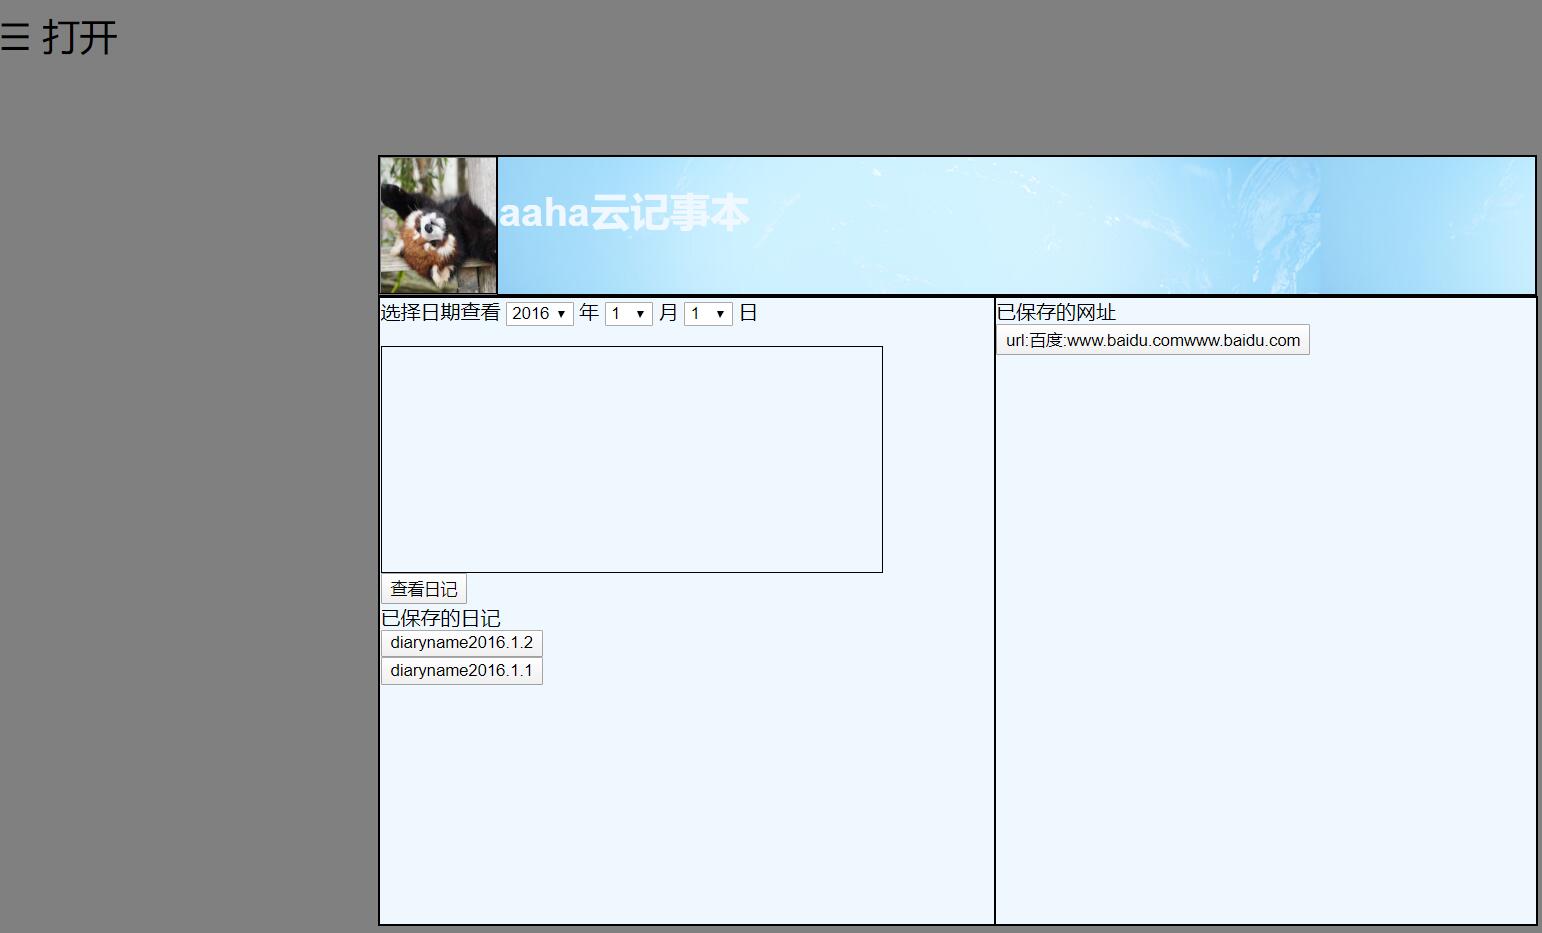 ☰ 打开
aaha云记事本
选择日期查看 2016 年 1 月 1 日
查看日记
已保存的日记
diaryname2016.1.2
diaryname2016.1.1
已保存的网址
url:百度:www.baidu.comwww.baidu.com